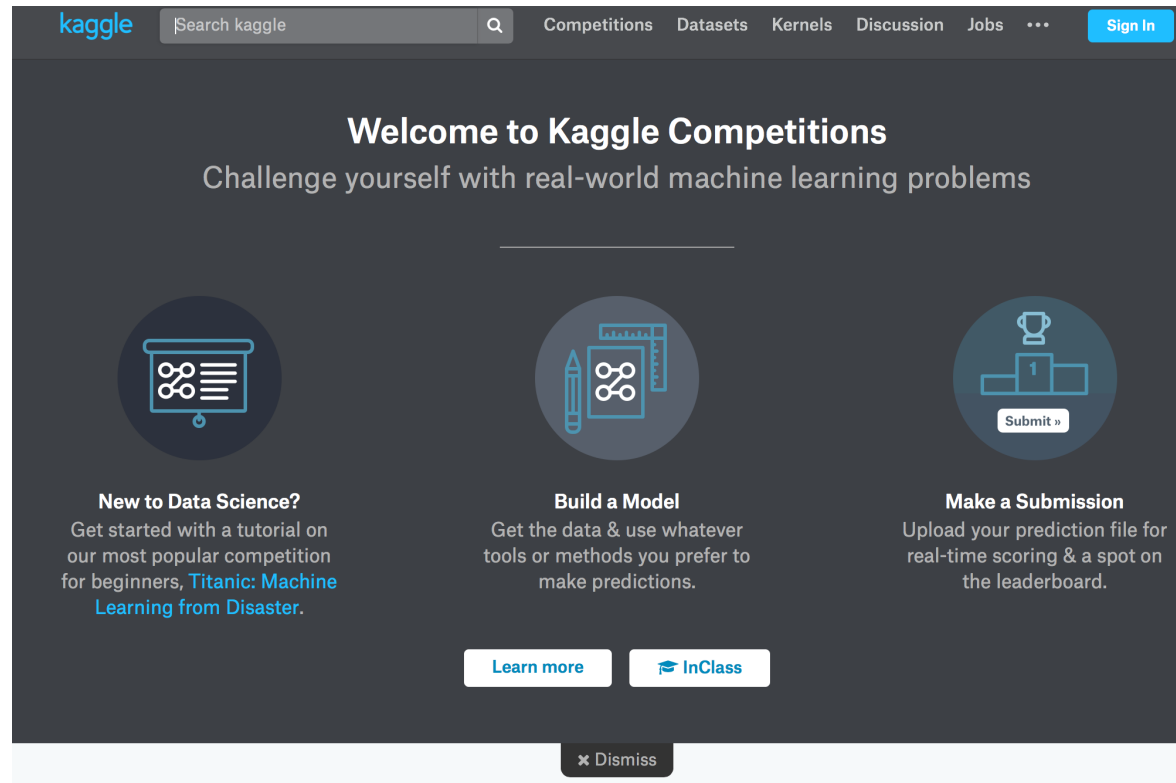 kaggle Search kaggle Competitions Datasets Kernels Discussion Jobs ••• Sign In
Welcome to Kaggle Competitions
Challenge yourself with real-world machine learning problems
1
Submit »
New to Data Science?
Get started with a tutorial on
our most popular competition
for beginners, Titanic: Machine
Learning from Disaster.
Build a Model
Get the data & use whatever
tools or methods you prefer to
make predictions.
Make a Submission
Upload your prediction file for
real-time scoring & a spot on
the leaderboard.
Learn more
InClass
✖ Dismiss